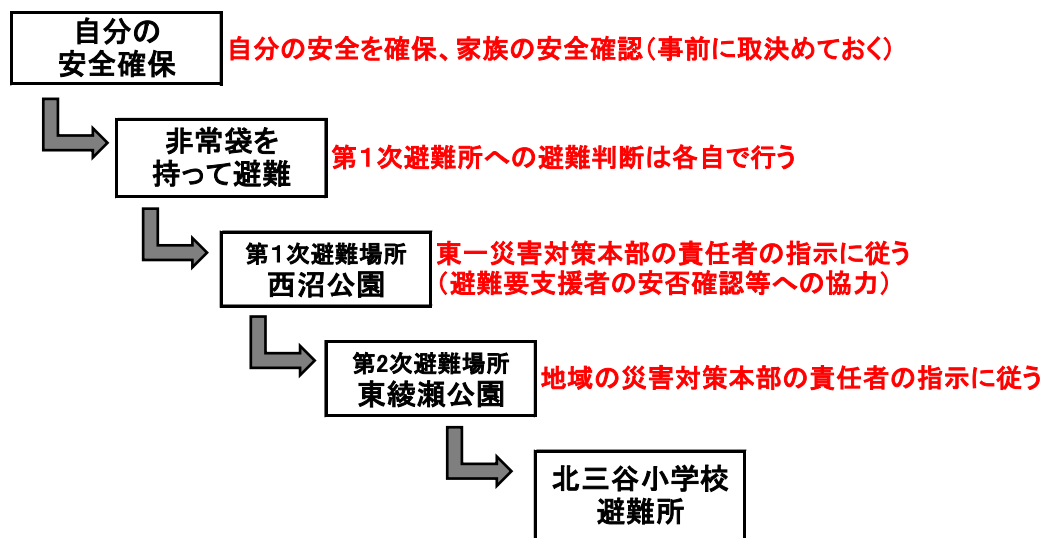 自分の
安全確保
自分の安全を確保、家族の安全確認(事前に取決めておく)
非常袋を
持って避難
第1次避難所への避難判断は各自で行う
第1次避難場所
西沼公園
東一災害対策本部の責任者の指示に従う
(避難要支援者の安否確認等への協力)
第2次避難場所
東綾瀬公園
地域の災害対策本部の責任者の指示に従う
北三谷小学校
避難所